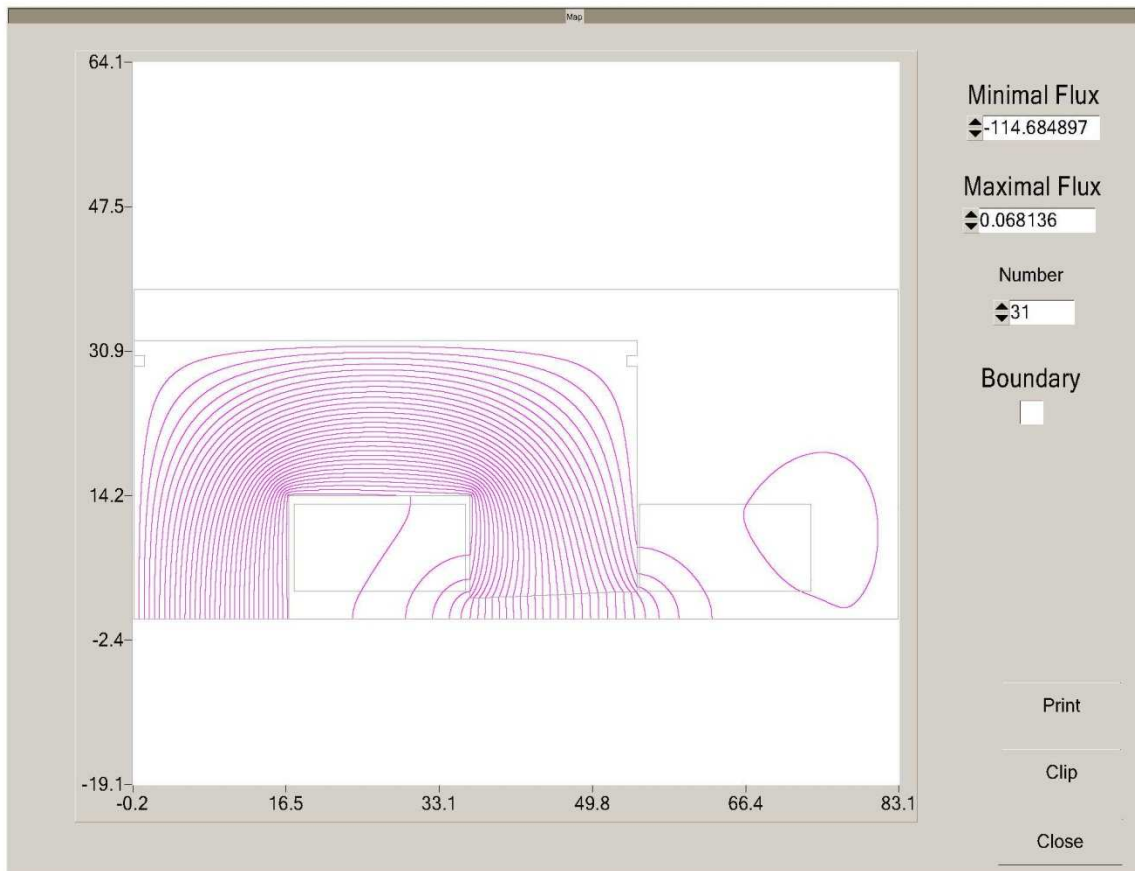 Map
64.1
47.5
30.9
14.2
-2.4
-19.1
-0.2 16.5 33.1 49.8 66.4 83.1
Minimal Flux
-114.684897
Maximal Flux
0.068136
Number
31
Boundary
Print
Clip
Close